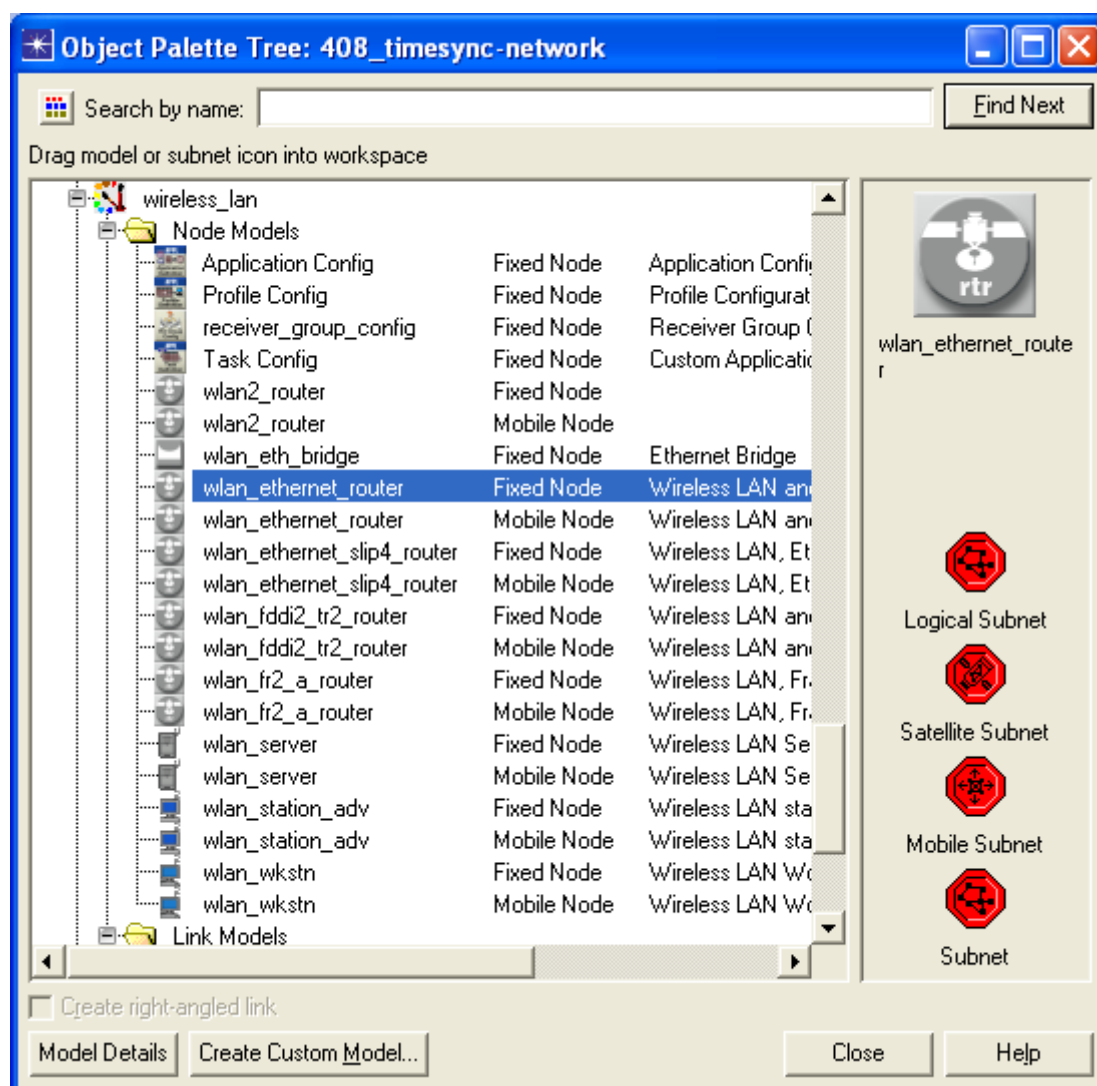 Object Palette Tree: 408_timesync-network
Search by name:
Find Next
Drag model or subnet icon into workspace
wireless_lan
Node Models
Application Config Fixed Node Application Config
Profile Config Fixed Node Profile Configurat
receiver_group_config Fixed Node Receiver Group
Task Config Fixed Node Custom Applicatio
wlan2_router Fixed Node
wlan2_router Mobile Node
wlan_eth_bridge Fixed Node Ethernet Bridge
wlan_ethernet_router Fixed Node Wireless LAN an
wlan_ethernet_router Mobile Node Wireless LAN an
wlan_ethernet_slip4_router Fixed Node Wireless LAN, Et
wlan_ethernet_slip4_router Mobile Node Wireless LAN, Et
wlan_fddi2_tr2_router Fixed Node Wireless LAN an
wlan_fddi2_tr2_router Mobile Node Wireless LAN an
wlan_fr2_a_router Fixed Node Wireless LAN, Fr
wlan_fr2_a_router Mobile Node Wireless LAN, Fr
wlan_server Fixed Node Wireless LAN Se
wlan_server Mobile Node Wireless LAN Se
wlan_station_adv Fixed Node Wireless LAN sta
wlan_station_adv Mobile Node Wireless LAN sta
wlan_wkstn Fixed Node Wireless LAN Wo
wlan_wkstn Mobile Node Wireless LAN Wo
Link Models
rtr
wlan_ethernet_route
r
Logical Subnet
Satellite Subnet
Mobile Subnet
Subnet
Create right-angled link
Model Details
Create Custom Model...
Close
Help